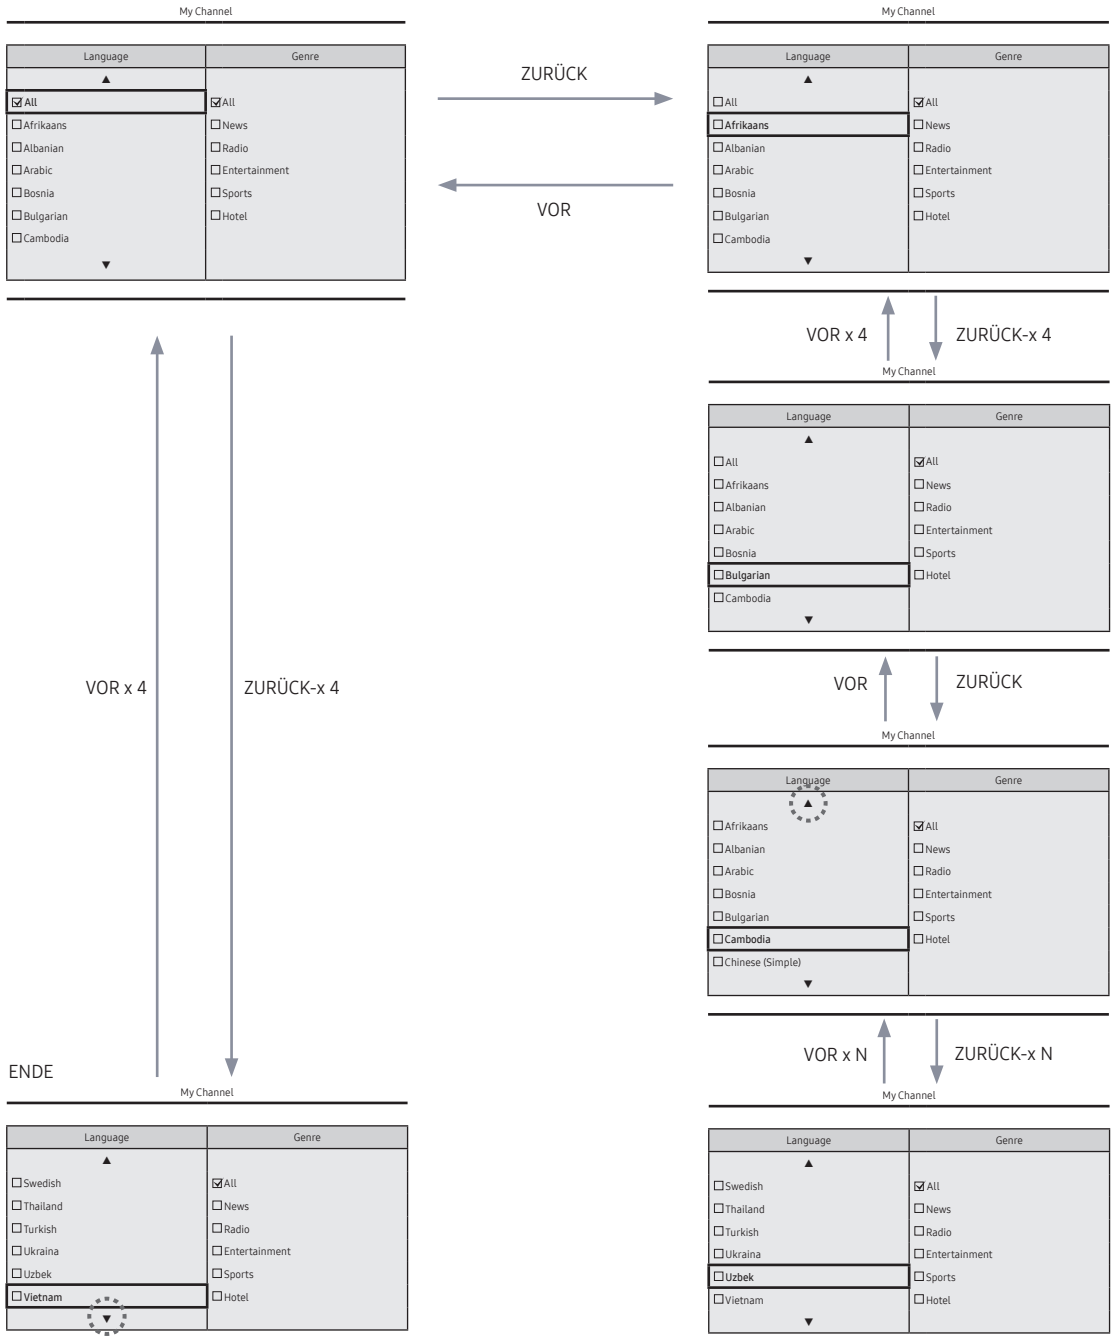 My Channel
Language Genre
▲
☑ All ☑ All
☐ Afrikaans ☐ News
☐ Albanian ☐ Radio
☐ Arabic ☐ Entertainment
☐ Bosnia ☐ Sports
☐ Bulgarian ☐ Hotel
☐ Cambodia
▼
ZURÜCK
VOR
My Channel
Language Genre
▲
☐ All ☑ All
☐ Afrikaans ☐ News
☐ Albanian ☐ Radio
☐ Arabic ☐ Entertainment
☐ Bosnia ☐ Sports
☐ Bulgarian ☐ Hotel
☐ Cambodia
▼
VOR x 4 ZURÜCK-x 4
My Channel
Language Genre
▲
☐ All ☑ All
☐ Afrikaans ☐ News
☐ Albanian ☐ Radio
☐ Arabic ☐ Entertainment
☐ Bosnia ☐ Sports
☐ Bulgarian ☐ Hotel
☐ Cambodia
▼
VOR x 4 ZURÜCK-x 4
VOR ZURÜCK
My Channel
Language Genre
▲
☐ Afrikaans ☑ All
☐ Albanian ☐ News
☐ Arabic ☐ Radio
☐ Bosnia ☐ Entertainment
☐ Bulgarian ☐ Sports
☐ Cambodia ☐ Hotel
☐ Chinese (Simple)
▼
VOR x N ZURÜCK-x N
ENDE
My Channel
Language Genre
▲
☐ Swedish ☑ All
☐ Thailand ☐ News
☐ Turkish ☐ Radio
☐ Ukraina ☐ Entertainment
☐ Uzbek ☐ Sports
☐ Vietnam ☐ Hotel
▼
My Channel
Language Genre
▲
☐ Swedish ☑ All
☐ Thailand ☐ News
☐ Turkish ☐ Radio
☐ Ukraina ☐ Entertainment
☐ Uzbek ☐ Sports
☐ Vietnam ☐ Hotel
▼